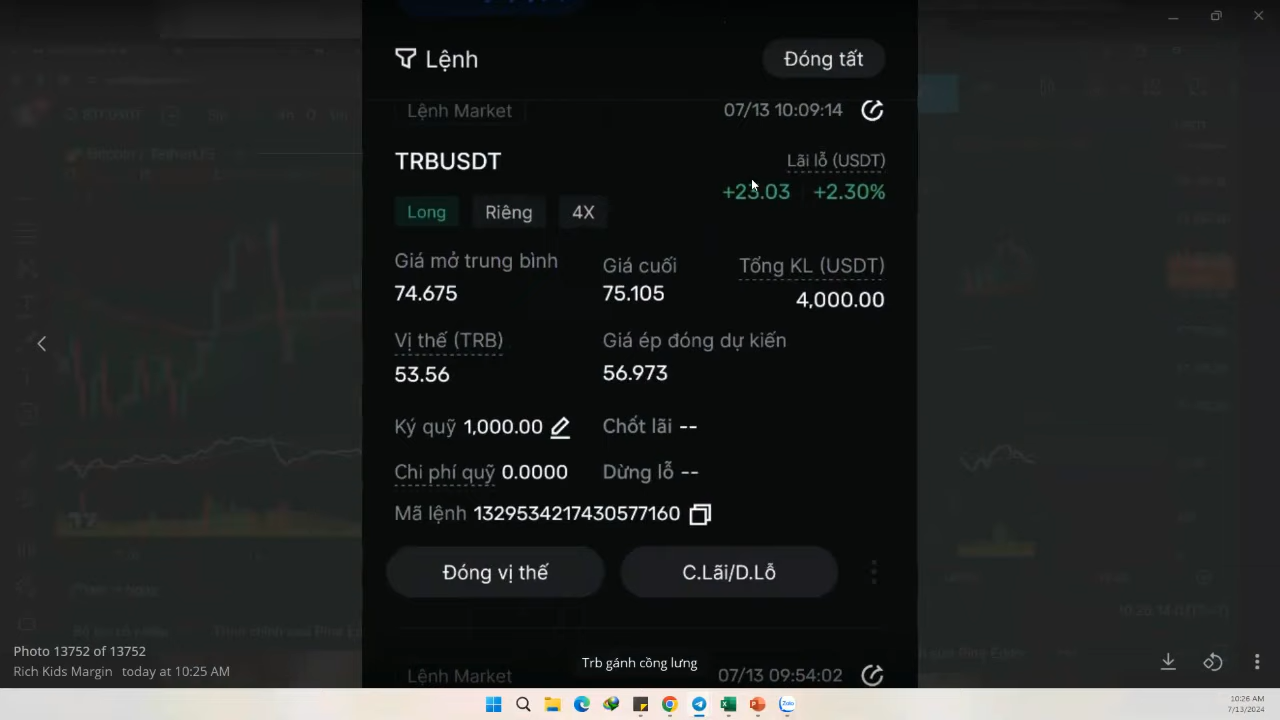 Lệnh
Đóng tất
Lệnh Market
07/13 10:09:14
TRBUSDT
Lãi lỗ (USDT)
+23.03 +2.30%
Long Riêng 4X
Giá mở trung bình Giá cuối Tổng KL (USDT)
74.675 75.105 4,000.00
Vị thế (TRB) Giá ép đóng dự kiến
53.56 56.973
Ký quỹ 1,000.00 Chốt lãi --
Chi phí quỹ 0.0000 Dừng lỗ --
Mã lệnh 1329534217430577160
Đóng vị thế C.Lãi/D.Lỗ
Photo 13752 of 13752
Rich Kids Margin today at 10:25 AM
Trb gánh còng lưng
Lệnh Market 07/13 09:54:02
10:26 AM
7/13/2024